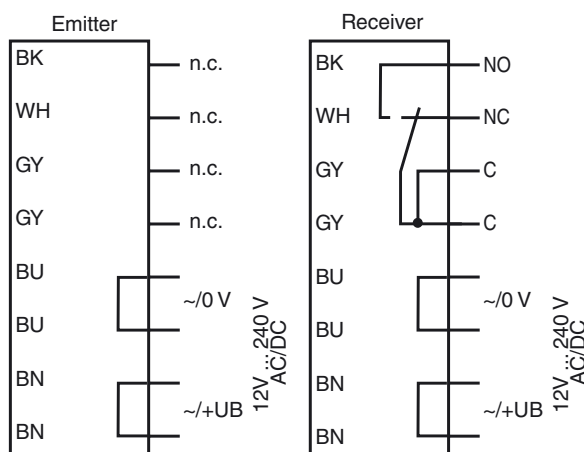 Emitter
BK n.c.
WH n.c.
GY n.c.
GY n.c.
BU
~/0 V
BU
BN
~/+UB
BN
12V ... 240 V
AC/DC
Receiver
BK NO
WH NC
GY C
GY C
BU
~/0 V
BU
BN
~/+UB
BN
12V ... 240 V
AC/DC